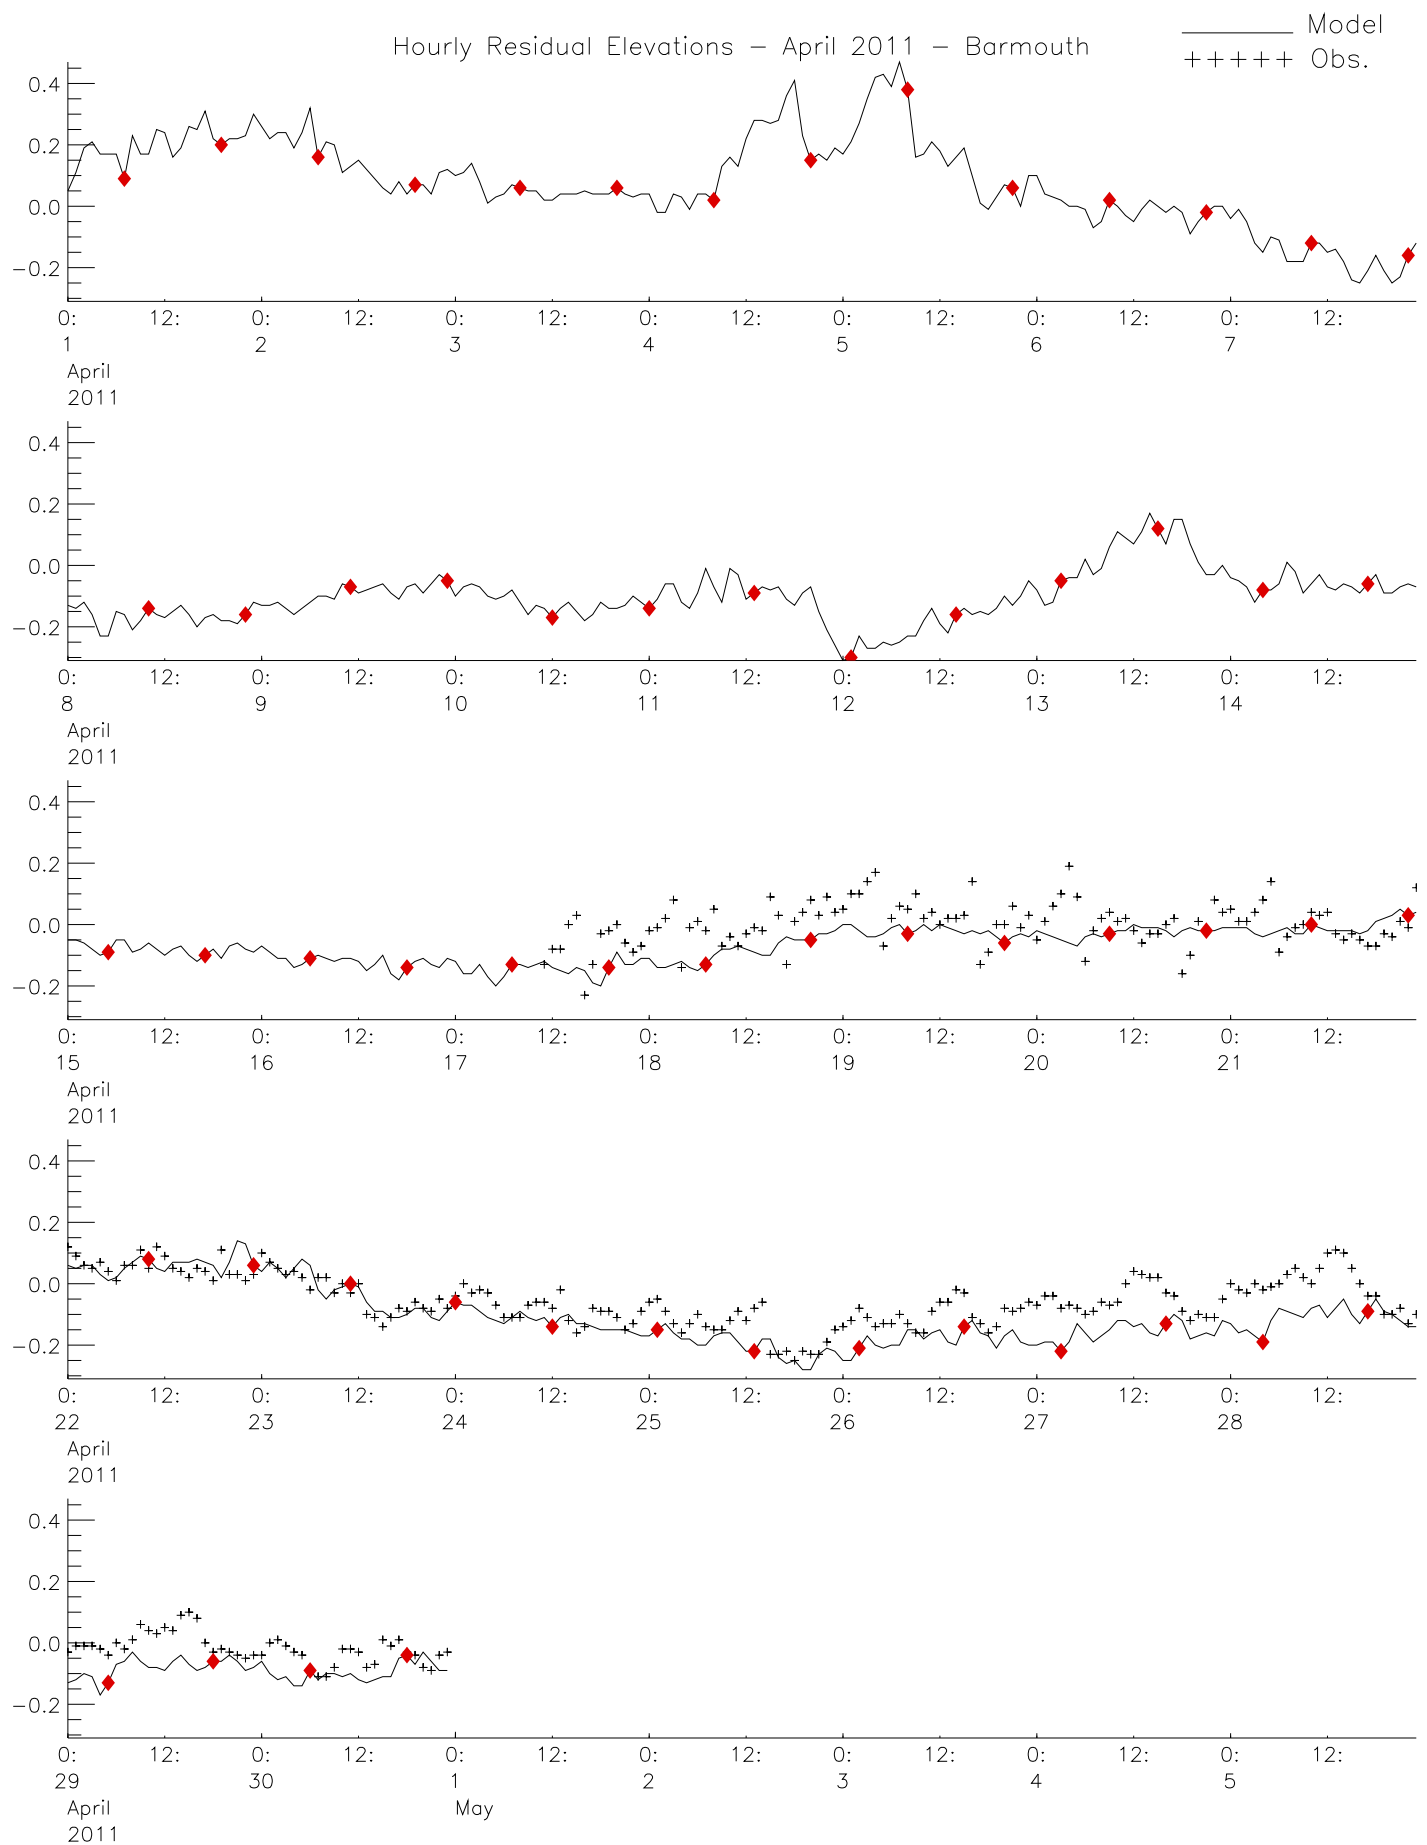 Hourly Residual Elevations – April 2011 – Barmouth
Model
+++++ Obs.
0.4
0.2
0.0
−0.2
0: 12: 0: 12: 0: 12: 0: 12: 0: 12: 0: 12: 0: 12:
1 2 3 4 5 6 7
April
2011
0.4
0.2
0.0
−0.2
0: 12: 0: 12: 0: 12: 0: 12: 0: 12: 0: 12: 0: 12:
8 9 10 11 12 13 14
April
2011
0.4
0.2
0.0
−0.2
0: 12: 0: 12: 0: 12: 0: 12: 0: 12: 0: 12: 0: 12:
15 16 17 18 19 20 21
April
2011
0.4
0.2
0.0
−0.2
0: 12: 0: 12: 0: 12: 0: 12: 0: 12: 0: 12: 0: 12:
22 23 24 25 26 27 28
April
2011
0.4
0.2
0.0
−0.2
0: 12: 0: 12: 0: 12: 0: 12: 0: 12: 0: 12: 0: 12:
29 30 1 2 3 4 5
April May
2011